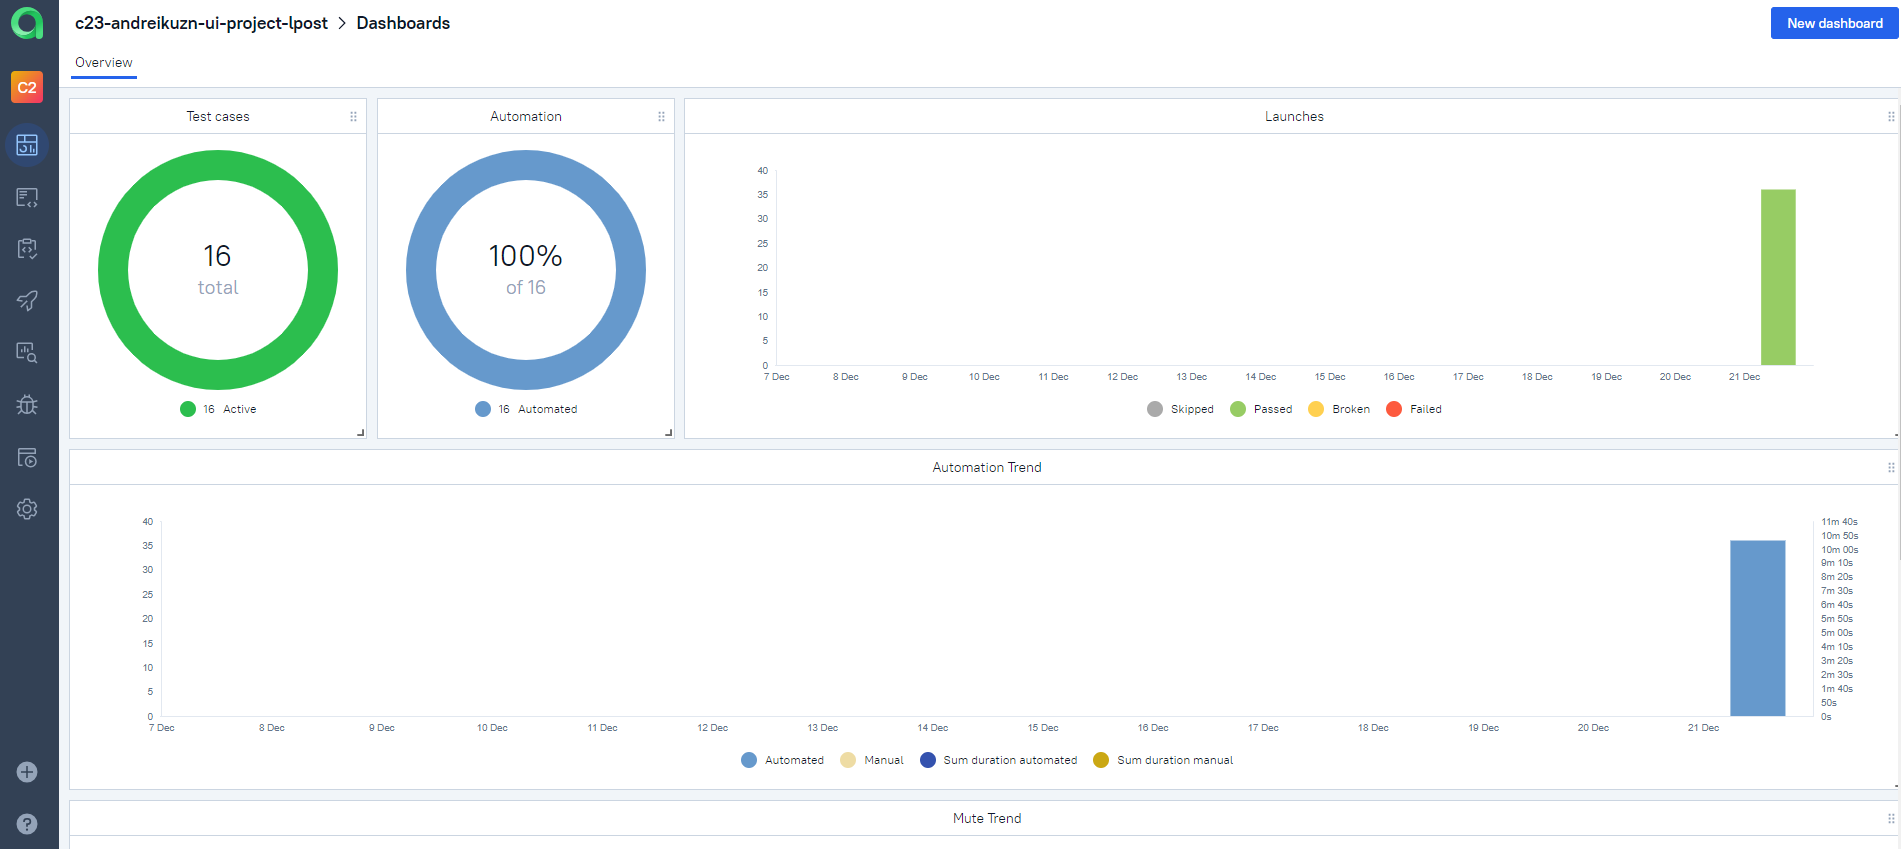 c23-andreikuzn-ui-project-lpost > Dashboards
New dashboard
Overview
C2
Test cases
16
total
16 Active
Automation
100%
of 16
16 Automated
Launches
40
35
30
25
20
15
10
5
0
7 Dec 8 Dec 9 Dec 10 Dec 11 Dec 12 Dec 13 Dec 14 Dec 15 Dec 16 Dec 17 Dec 18 Dec 19 Dec 20 Dec 21 Dec
Skipped Passed Broken Failed
Automation Trend
40
35
30
25
20
15
10
5
0
11m 40s
10m 50s
10m 00s
9m 10s
8m 20s
7m 30s
6m 40s
5m 50s
5m 00s
4m 10s
3m 20s
2m 30s
1m 40s
50s
0s
7 Dec 8 Dec 9 Dec 10 Dec 11 Dec 12 Dec 13 Dec 14 Dec 15 Dec 16 Dec 17 Dec 18 Dec 19 Dec 20 Dec 21 Dec
Automated Manual Sum duration automated Sum duration manual
Mute Trend